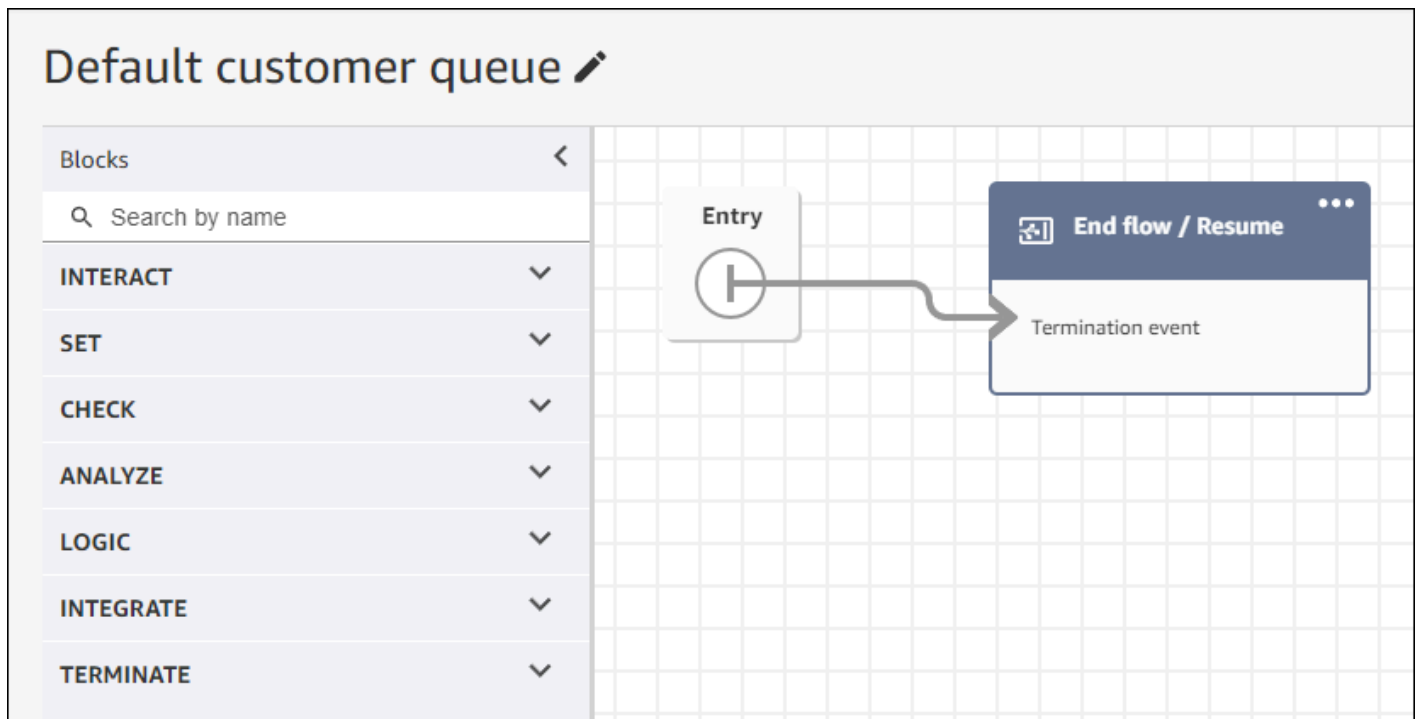 Default customer queue
Blocks
Search by name
INTERACT
SET
CHECK
ANALYZE
LOGIC
INTEGRATE
TERMINATE
Entry
End flow / Resume
Termination event